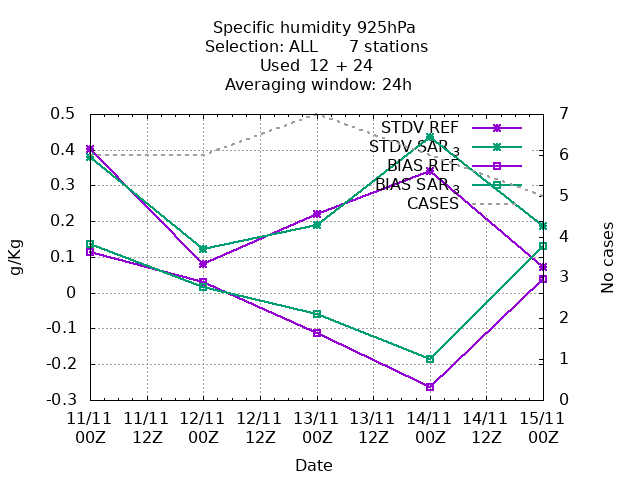 Specific humidity 925hPa
Selection: ALL 7 stations
Used 12 + 24
Averaging window: 24h
STDV REF
STDV SAR 3
BIAS REF
BIAS SAR 3
CASES
0.5
0.4
0.3
0.2
0.1
0
-0.1
-0.2
-0.3
g/Kg
7
6
5
4
3
2
1
0
No cases
11/11 11/11 12/11 12/11 13/11 13/11 14/11 14/11 15/11
00Z 12Z 00Z 12Z 00Z 12Z 00Z 12Z 00Z
Date